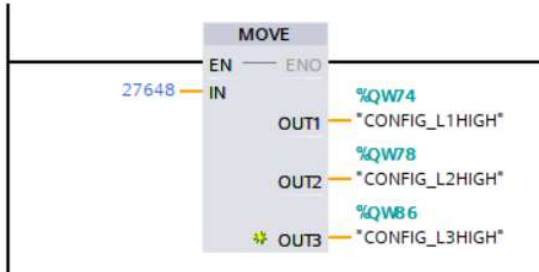 MOVE
EN ENO
27648 IN
%QW74
OUT1 "CONFIG_L1HIGH"
%QW78
OUT2 "CONFIG_L2HIGH"
%QW86
OUT3 "CONFIG_L3HIGH"